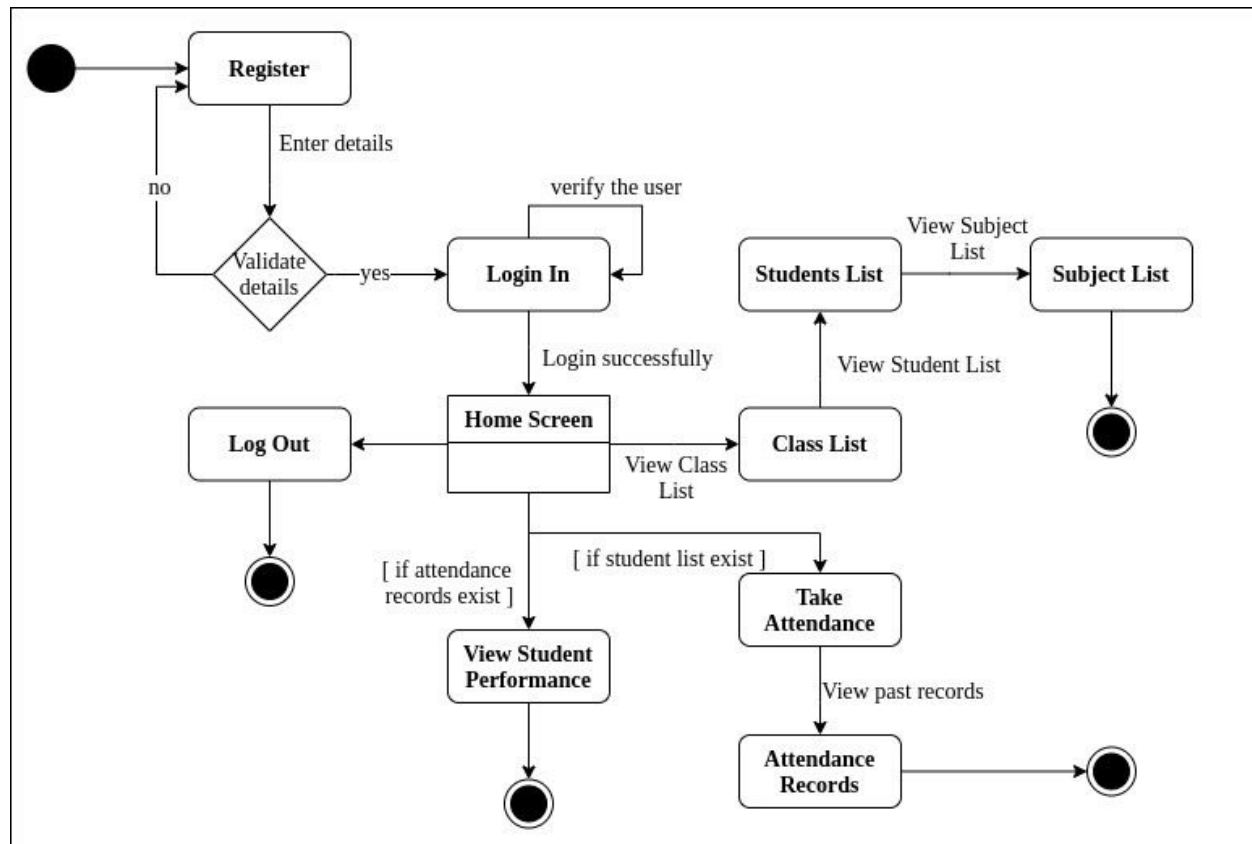 Register
Enter details
no
verify the user
View Subject
List
Validate
details
yes
Login In
Students List
Subject List
Login successfully
View Student List
Home Screen
Log Out
Class List
View Class
List
[ if attendance
records exist ]
[ if student list exist ]
Take
Attendance
View Student
Performance
View past records
Attendance
Records